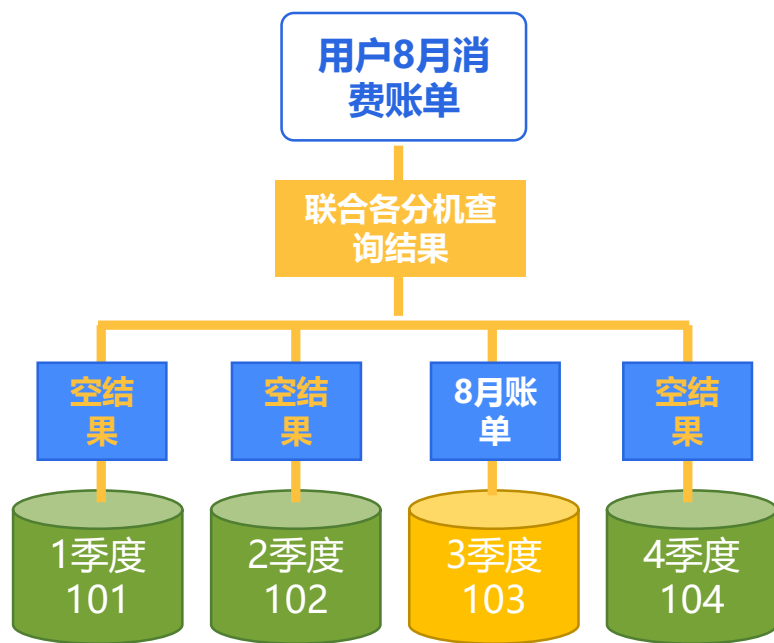 用户8月消
费账单
联合各分机查
询结果
空结
果
空结
果
8月账
单
空结
果
1季度
101
2季度
102
3季度
103
4季度
104